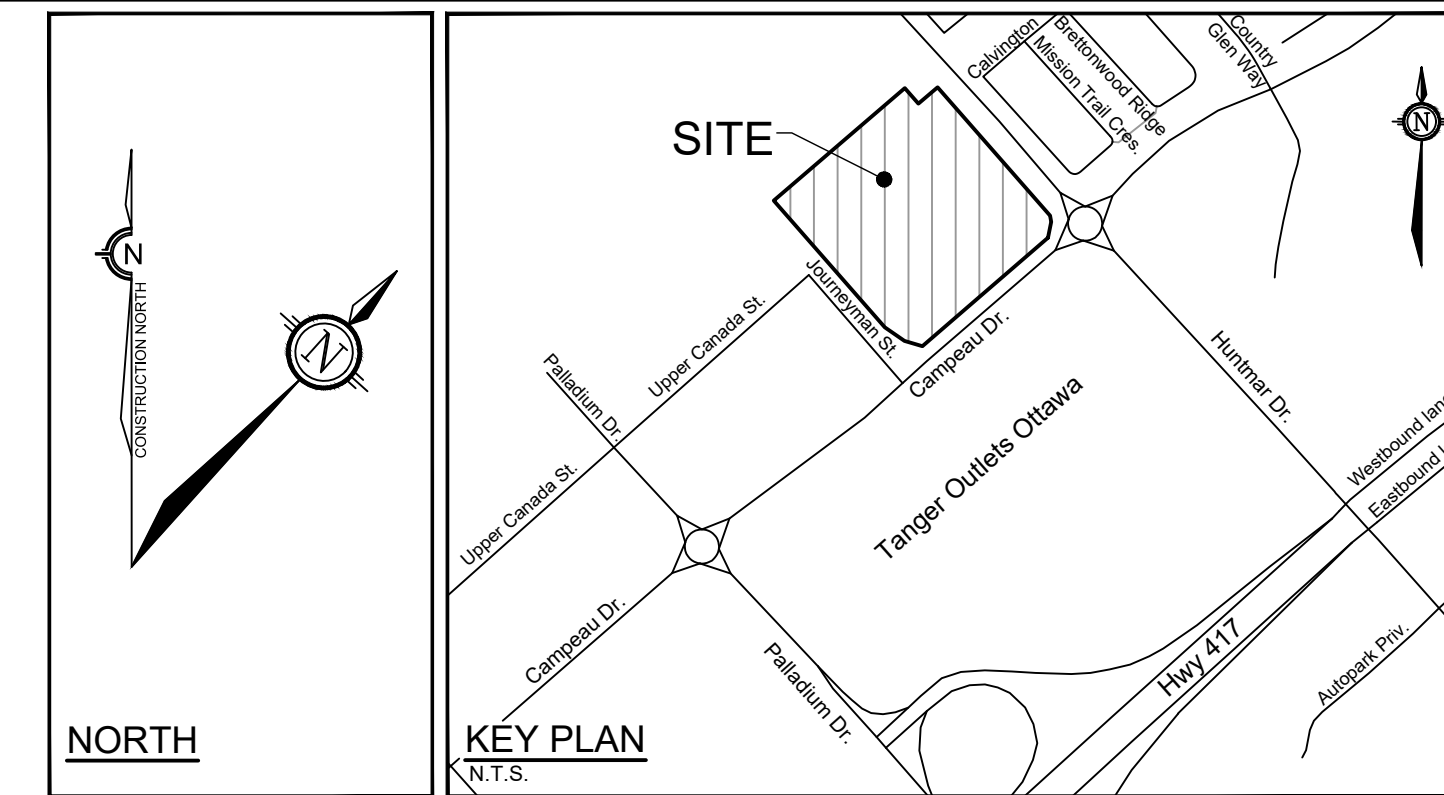 N
CONSTRUCTION NORTH
N
NORTH
SITE
Calvington
Brettonwood Ridge
Mission Trail Cres.
Country
Glen Way
N
Journeyman St.
Upper Canada St.
Campeau Dr.
Huntmar Dr.
Palladium Dr.
Tanger Outlets Ottawa
Westbound lane
Eastbound l
Upper Canada St.
Campeau Dr.
Palladium Dr.
Hwy 417
Autopark Priv.
KEY PLAN
N.T.S.